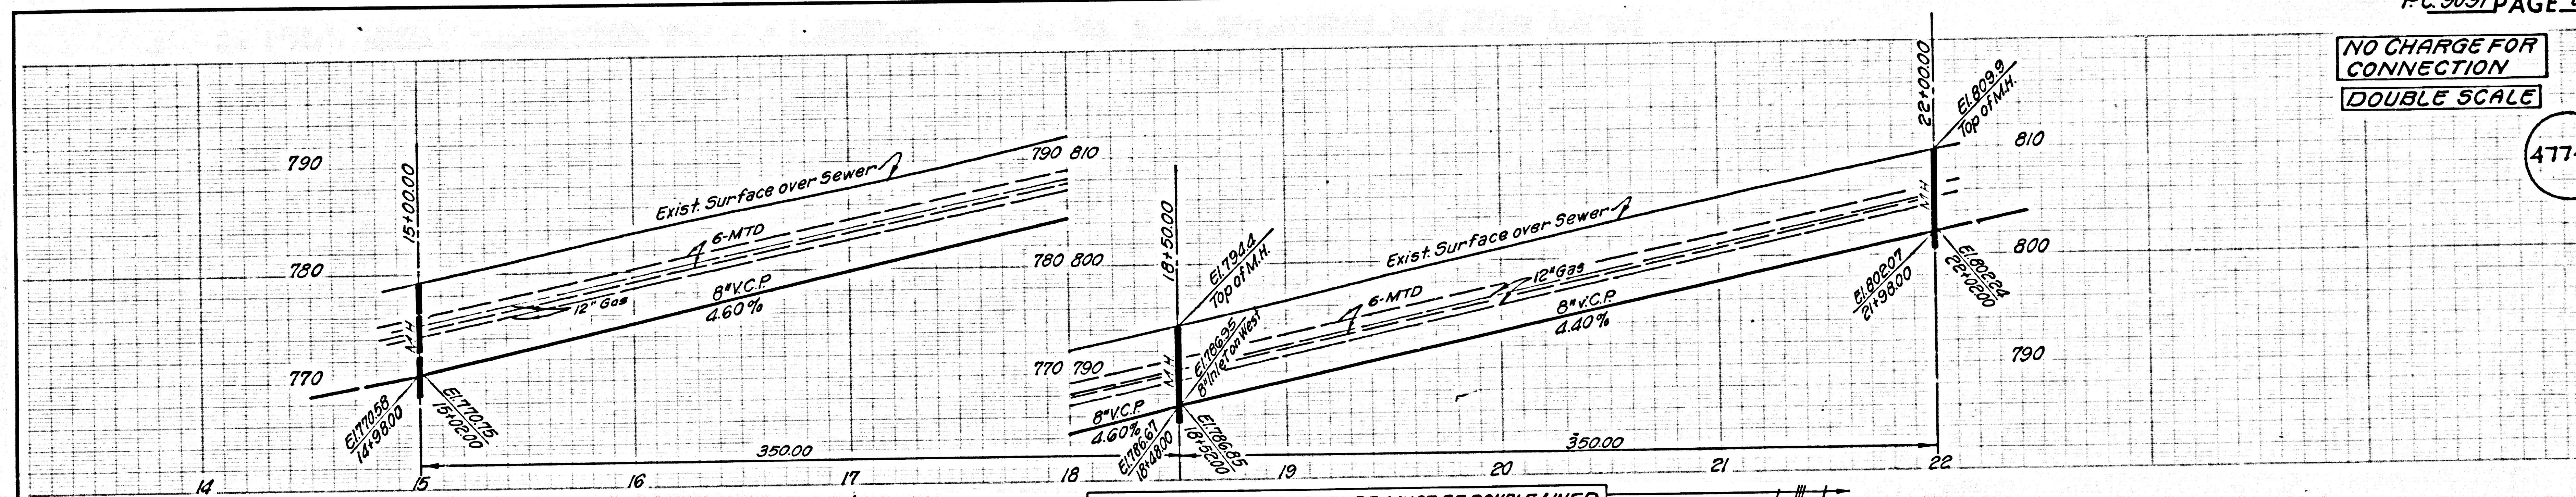 P.C. 9091 PAGE
NO CHARGE FOR
CONNECTION
DOUBLE SCALE
477
790
780
770
15+00.00
Exist. Surface over Sewer
6-MTD
12" Gas
8" V.C.P.
4.60%
M.H.
El. 770.58
14+98.00
El. 770.75
15+02.00
350.00
790 810
780 800
770 790
18+50.00
El. 794.4
Top of M.H.
El. 786.95
8" Inlet on West
M.H.
8" V.C.P.
4.60%
El. 786.67
18+48.00
El. 786.85
18+52.00
Exist. Surface over Sewer
6-MTD
12" Gas
8" V.C.P.
4.40%
350.00
22+00.00
El. 809.9
Top of M.H.
M.H.
El. 802.07
21+98.00
El. 802.24
22+02.00
810
800
790
14 15 16 17 18 19 20 21 22